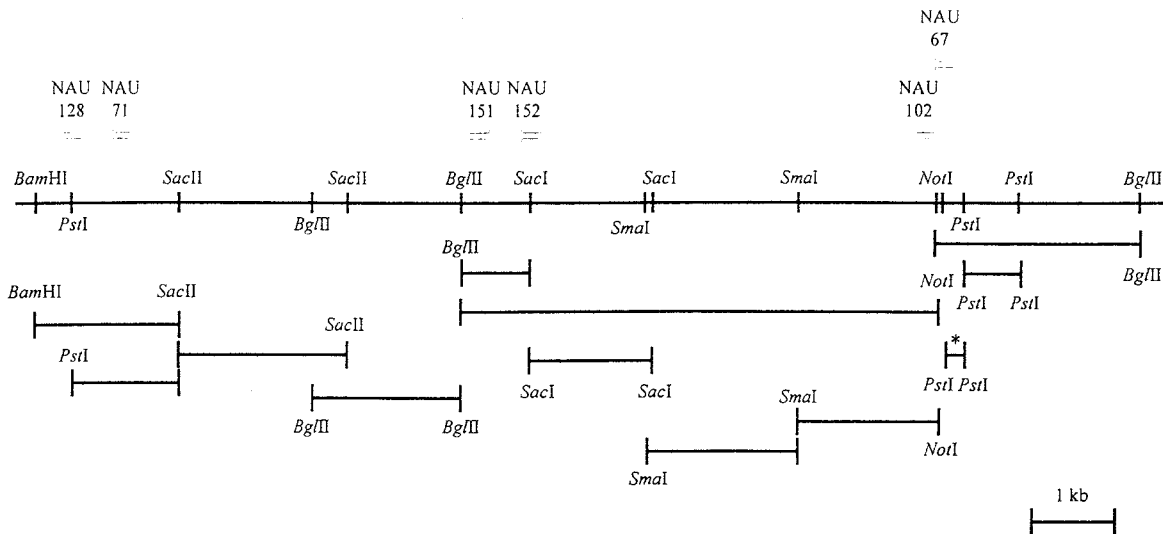 NAU
67
NAU NAU NAU NAU NAU
128 71 151 152 102
BamHI SacII SacII BglII SacI SacI SmaI NotI PstI BglII
PstI BglII SmaI PstI
BglII
NotI BglII
BamHI SacII PstI PstI
SacII
PstI *
SacI SacI PstI PstI
SmaI
BglII BglII NotI
SmaI
1 kb